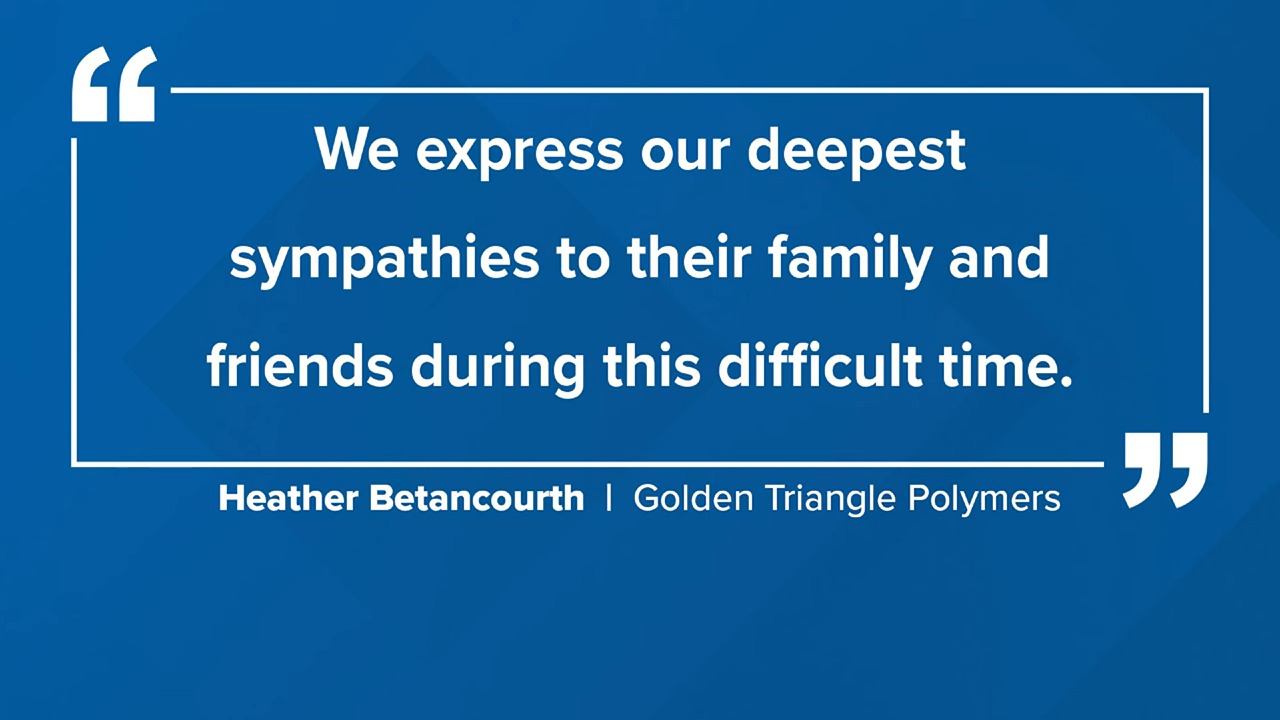 “
We express our deepest
sympathies to their family and
friends during this difficult time.
”
Heather Betancourth | Golden Triangle Polymers